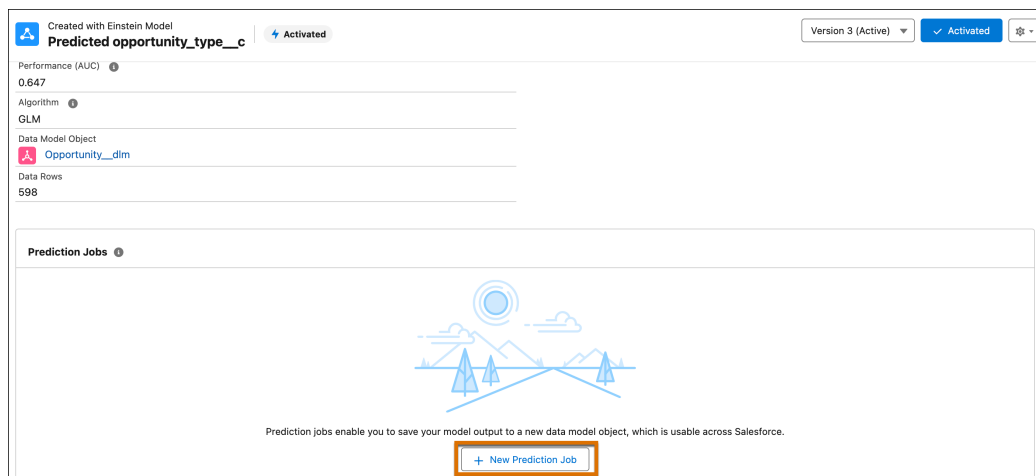 Created with Einstein Model
Predicted opportunity_type__c
Activated
Version 3 (Active)
Activated
Performance (AUC)
0.647
Algorithm
GLM
Data Model Object
Opportunity__dlm
Data Rows
598
Prediction Jobs
Prediction jobs enable you to save your model output to a new data model object, which is usable across Salesforce.
+ New Prediction Job